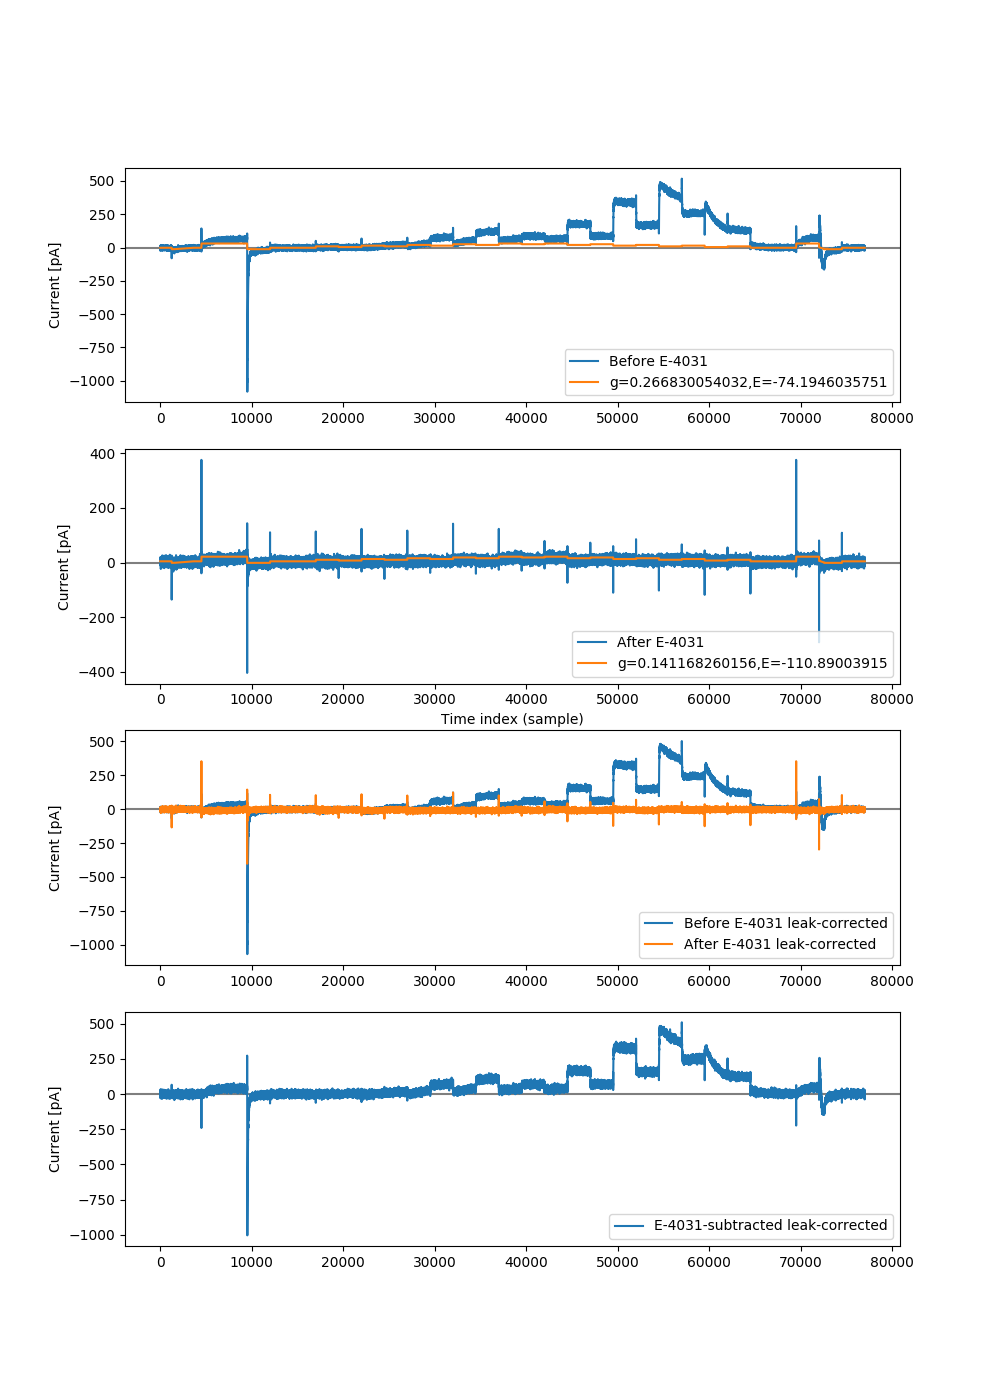 500
250
0
−250
−500
−750
−1000
Current [pA]
Before E-4031
g=0.266830054032,E=-74.1946035751
0 10000 20000 30000 40000 50000 60000 70000 80000
400
200
0
−200
−400
Current [pA]
After E-4031
g=0.141168260156,E=-110.89003915
0 10000 20000 30000 40000 50000 60000 70000 80000
Time index (sample)
500
250
0
−250
−500
−750
−1000
Current [pA]
Before E-4031 leak-corrected
After E-4031 leak-corrected
0 10000 20000 30000 40000 50000 60000 70000 80000
500
250
0
−250
−500
−750
−1000
Current [pA]
E-4031-subtracted leak-corrected
0 10000 20000 30000 40000 50000 60000 70000 80000